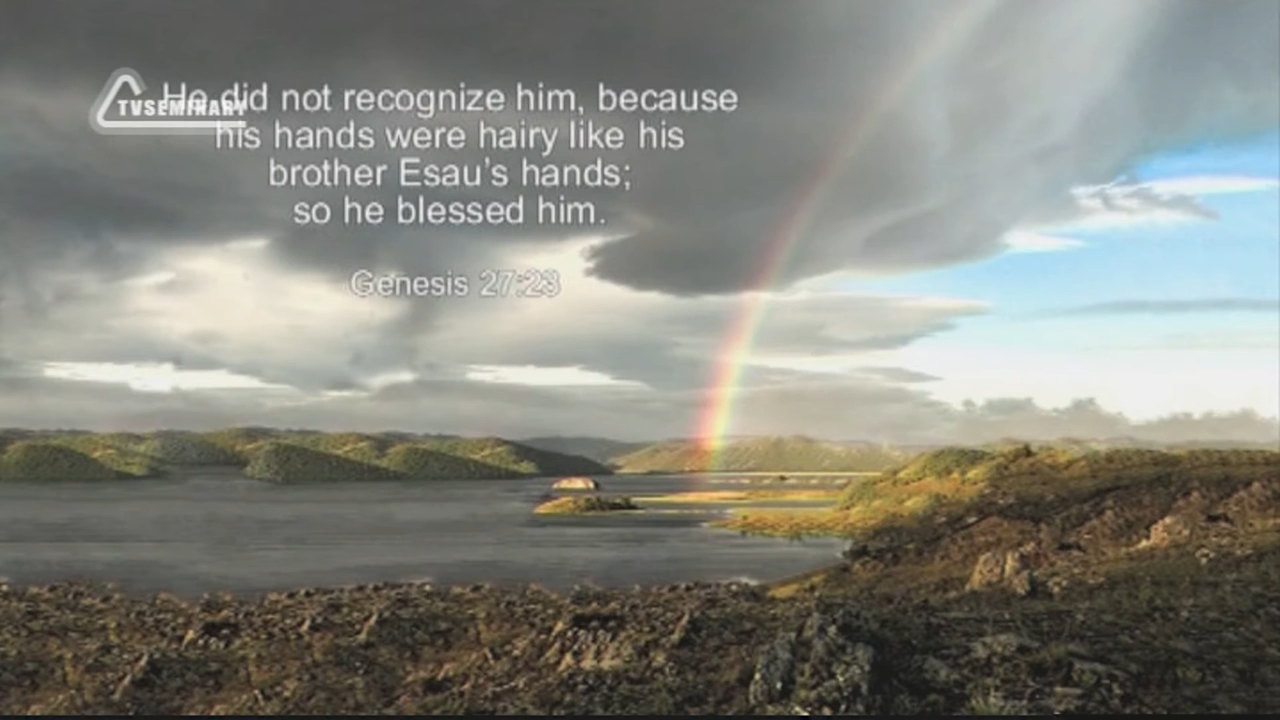 TVSEMINARY
He did not recognize him, because
his hands were hairy like his
brother Esau's hands;
so he blessed him.
Genesis 27:23